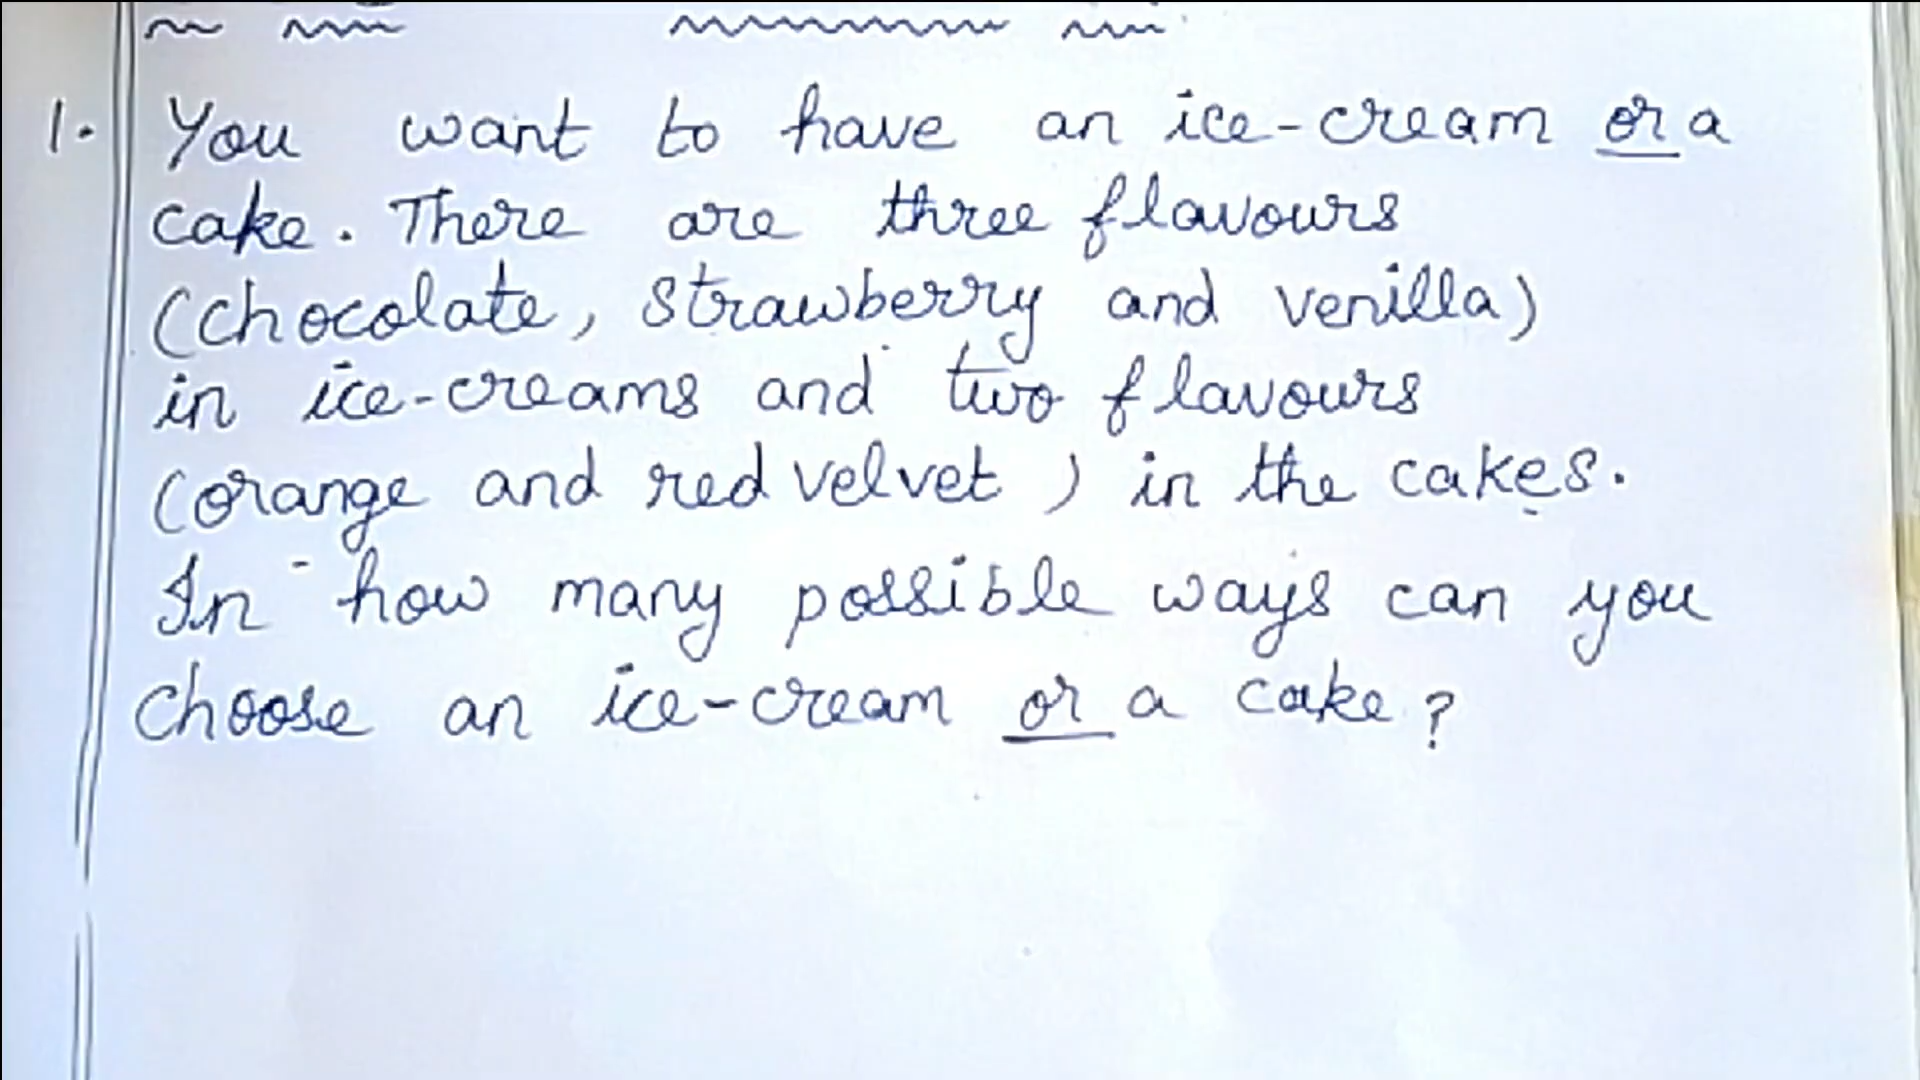 1. You want to have an ice-cream or a
cake. There are three flavours
(chocolate, strawberry and venilla)
in ice-creams and two flavours
(orange and red velvet) in the cakes.
In how many possible ways can you
choose an ice-cream or a cake?